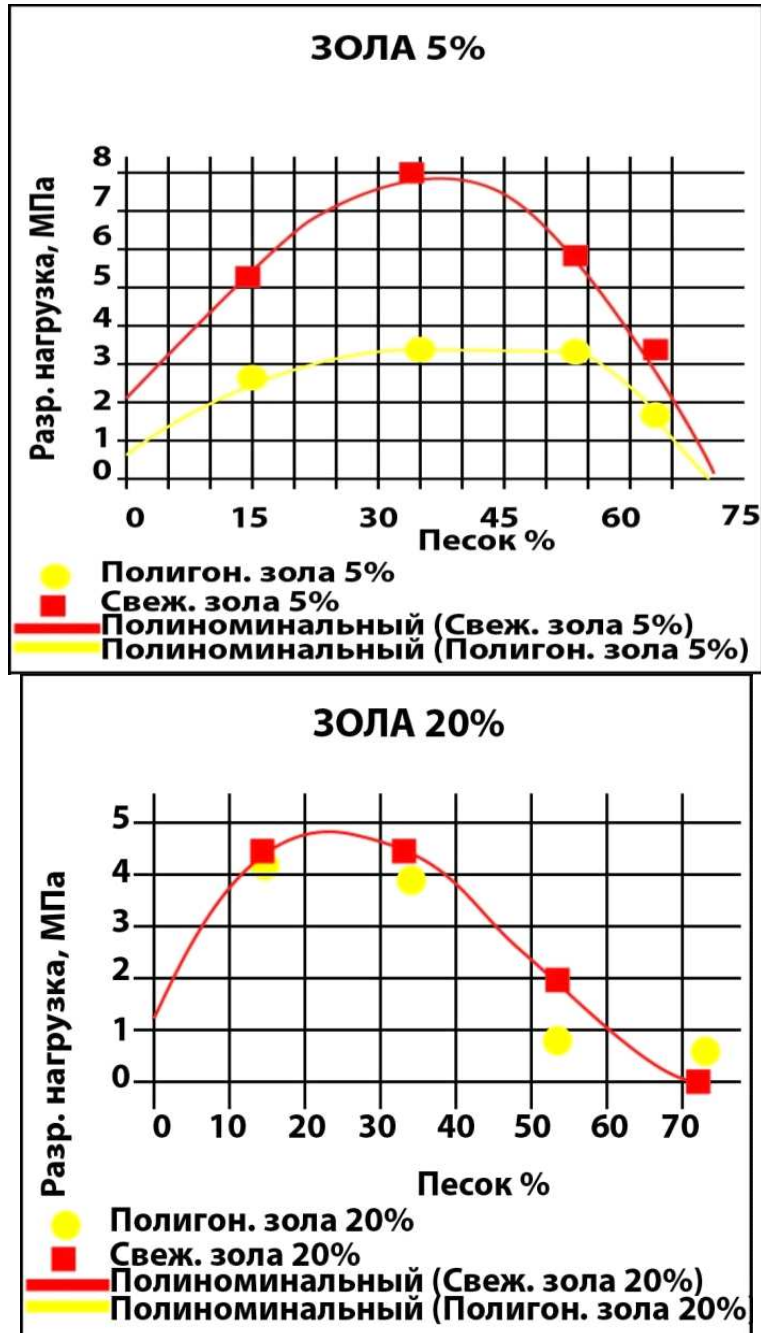 ЗОЛА 5%
Разр. нагрузка, МПа
8
7
6
5
4
3
2
1
0
0 15 30 45 60 75
Песок %
Полигон. зола 5%
Свеж. зола 5%
Полиноминальный (Свеж. зола 5%)
Полиноминальный (Полигон. зола 5%)
ЗОЛА 20%
Разр. нагрузка, МПа
5
4
3
2
1
0
0 10 20 30 40 50 60 70
Песок %
Полигон. зола 20%
Свеж. зола 20%
Полиноминальный (Свеж. зола 20%)
Полиноминальный (Полигон. зола 20%)